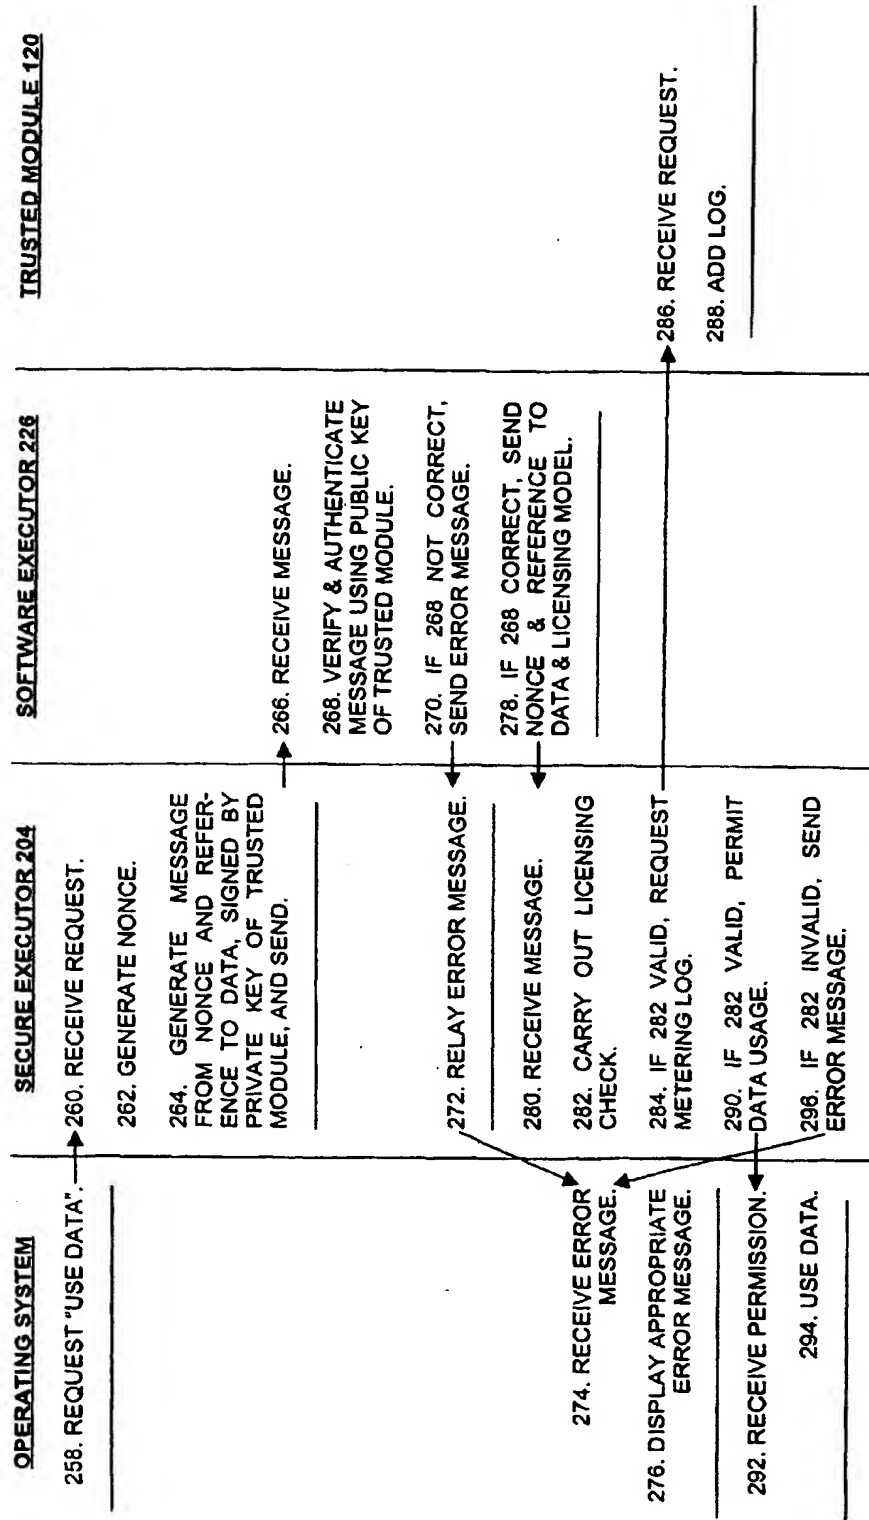 OPERATING SYSTEM
258. REQUEST "USE DATA".
274. RECEIVE ERROR
MESSAGE.
276. DISPLAY APPROPRIATE
ERROR MESSAGE.
292. RECEIVE PERMISSION.
294. USE DATA.
SECURE EXECUTOR 204
260. RECEIVE REQUEST.
262. GENERATE NONCE.
264. GENERATE MESSAGE
FROM NONCE AND REFER-
ENCE TO DATA, SIGNED BY
PRIVATE KEY OF TRUSTED
MODULE, AND SEND.
272. RELAY ERROR MESSAGE.
280. RECEIVE MESSAGE.
282. CARRY OUT LICENSING
CHECK.
284. IF 282 VALID, REQUEST
METERING LOG.
290. IF 282 VALID, PERMIT
DATA USAGE.
296. IF 282 INVALID, SEND
ERROR MESSAGE.
SOFTWARE EXECUTOR 226
266. RECEIVE MESSAGE.
268. VERIFY & AUTHENTICATE
MESSAGE USING PUBLIC KEY
OF TRUSTED MODULE.
270. IF 268 NOT CORRECT,
SEND ERROR MESSAGE.
278. IF 268 CORRECT, SEND
NONCE & REFERENCE TO
DATA & LICENSING MODEL.
TRUSTED MODULE 120
286. RECEIVE REQUEST.
288. ADD LOG.